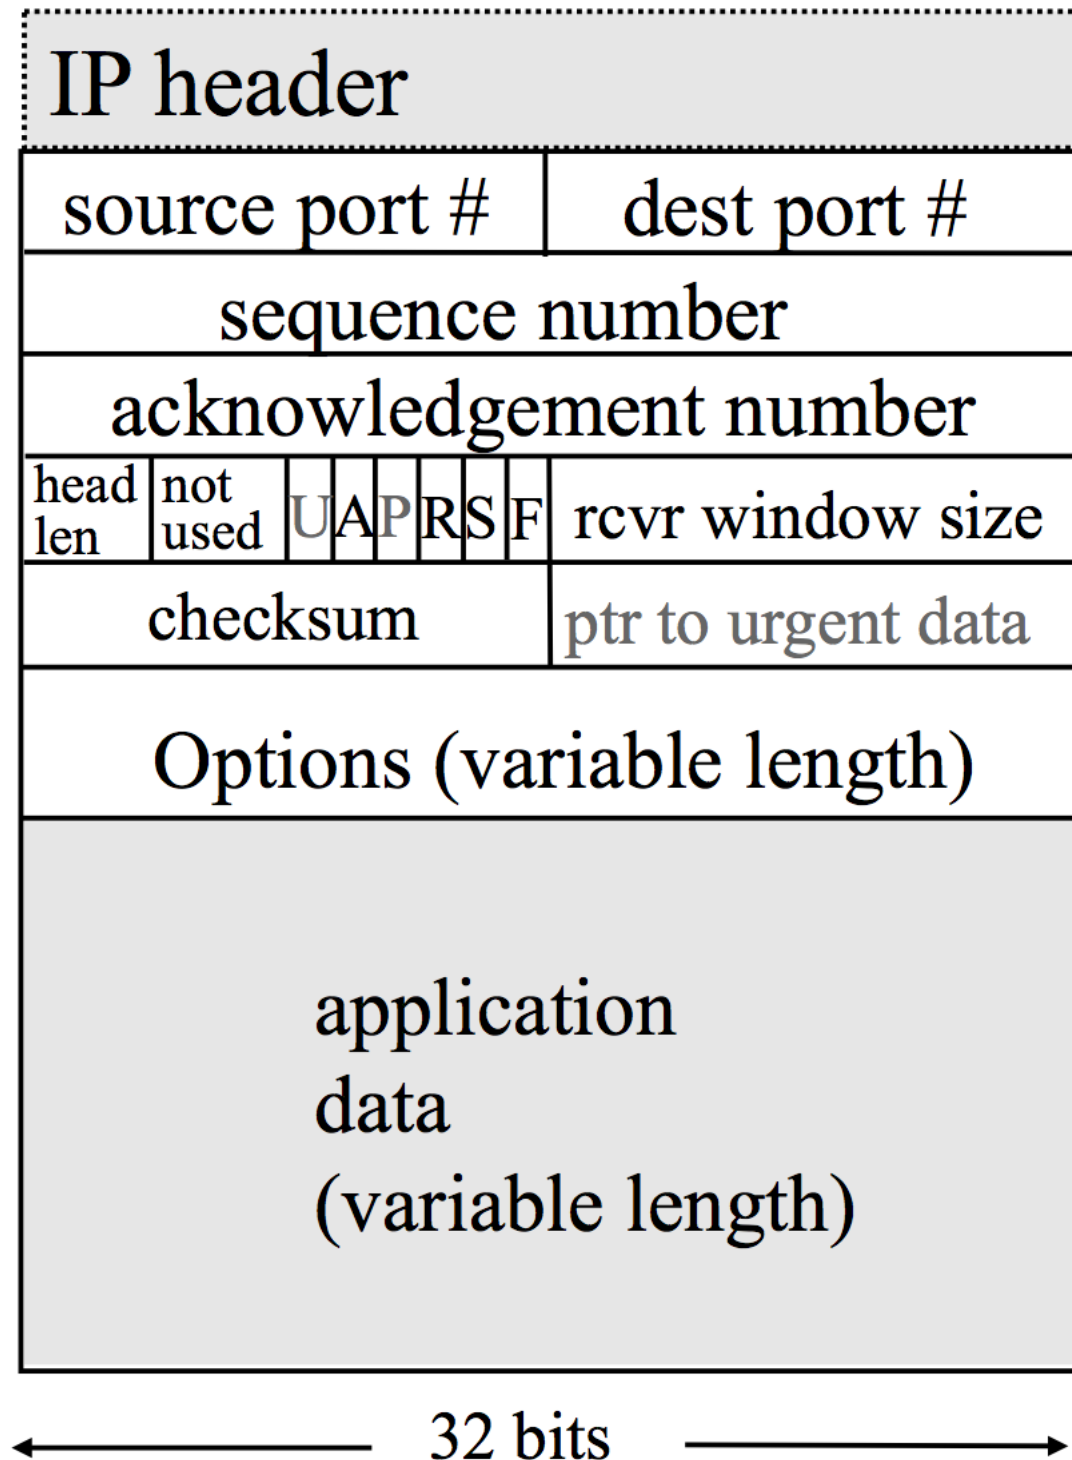 IP header
source port # dest port #
sequence number
acknowledgement number
head len not used U A P R S F rcvr window size
checksum ptr to urgent data
Options (variable length)
application
data
(variable length)
32 bits